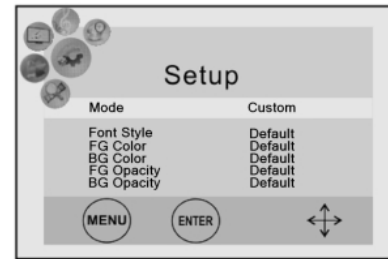 Setup
Mode Custom
Font Style Default
FG Color Default
BG Color Default
FG Opacity Default
BG Opacity Default
MENU ENTER